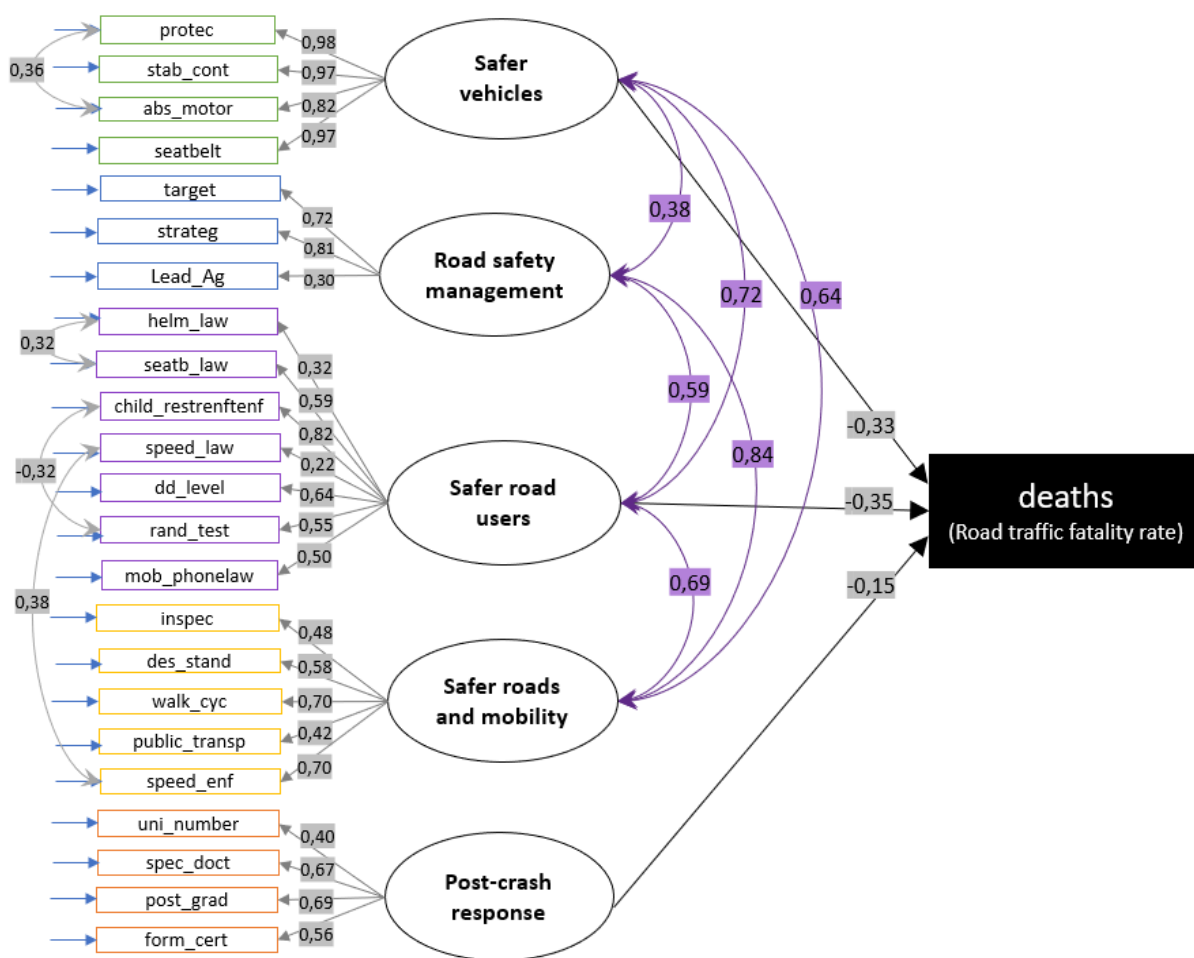 protec
stab_cont
abs_motor
seatbelt
0,36
0,98
0,97
0,82
0,97
Safer
vehicles
target
strateg
Lead_Ag
0,72
0,81
0,30
Road safety
management
helm_law
seatb_law
child_restrenftenf
speed_law
dd_level
rand_test
mob_phonelaw
0,32
-0,32
0,38
0,32
0,59
0,82
0,22
0,64
0,55
0,50
Safer road
users
inspec
des_stand
walk_cyc
public_transp
speed_enf
0,48
0,58
0,70
0,42
0,70
Safer roads
and mobility
uni_number
spec_doct
post_grad
form_cert
0,40
0,67
0,69
0,56
Post-crash
response
0,38
0,72
0,64
0,59
0,84
0,69
-0,33
-0,35
-0,15
deaths
(Road traffic fatality rate)